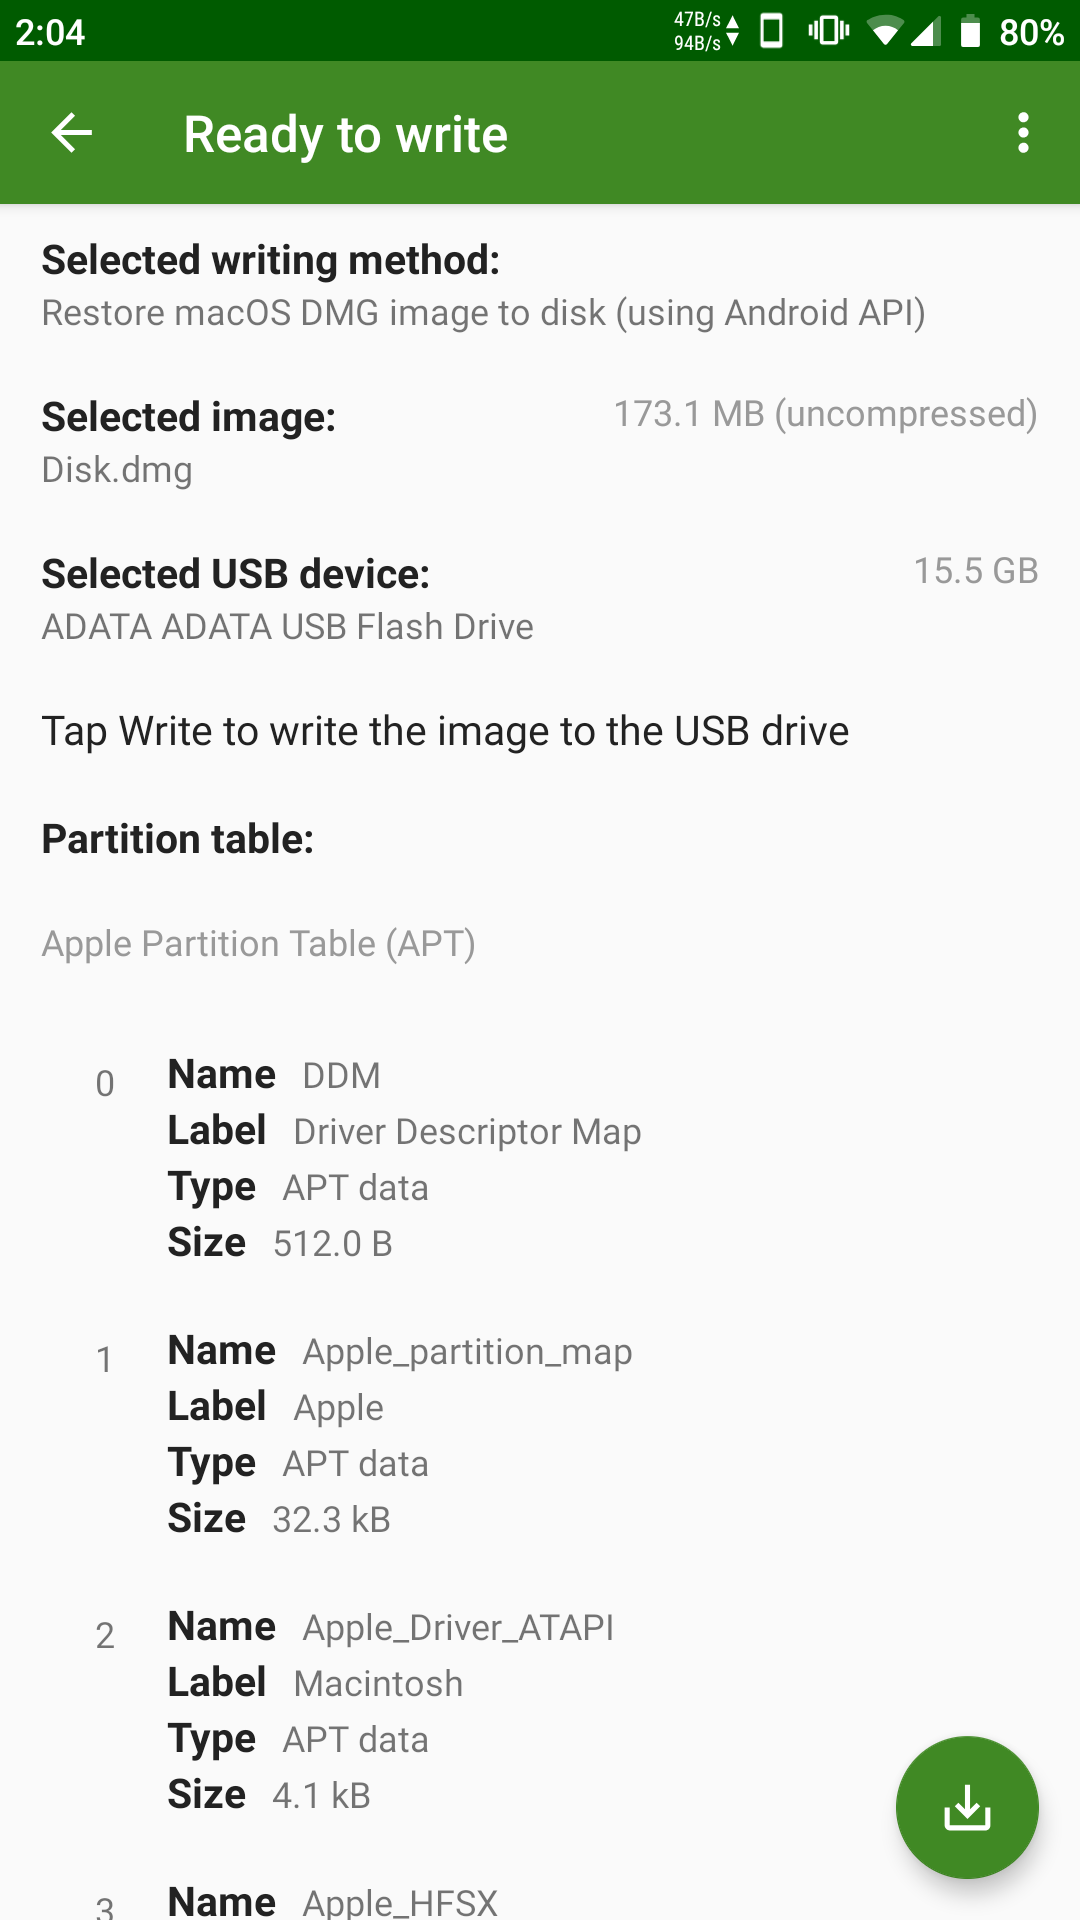 2:04
47B/s
94B/s
80%
Ready to write
Selected writing method:
Restore macOS DMG image to disk (using Android API)
Selected image: 173.1 MB (uncompressed)
Disk.dmg
Selected USB device: 15.5 GB
ADATA ADATA USB Flash Drive
Tap Write to write the image to the USB drive
Partition table:
Apple Partition Table (APT)
0 Name DDM
Label Driver Descriptor Map
Type APT data
Size 512.0 B
1 Name Apple_partition_map
Label Apple
Type APT data
Size 32.3 kB
2 Name Apple_Driver_ATAPI
Label Macintosh
Type APT data
Size 4.1 kB
3 Name Apple_HFSX